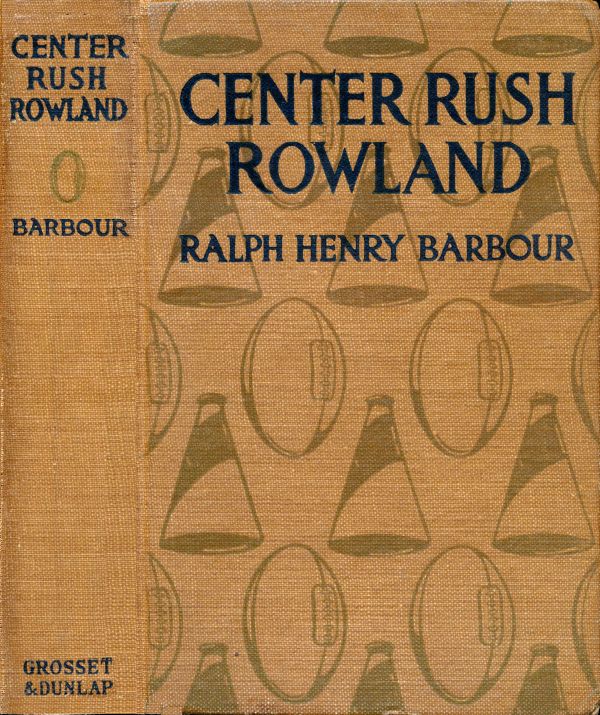 CENTER
RUSH
ROWLAND
BARBOUR
GROSSET
& DUNLAP
CENTER RUSH
ROWLAND
RALPH HENRY BARBOUR